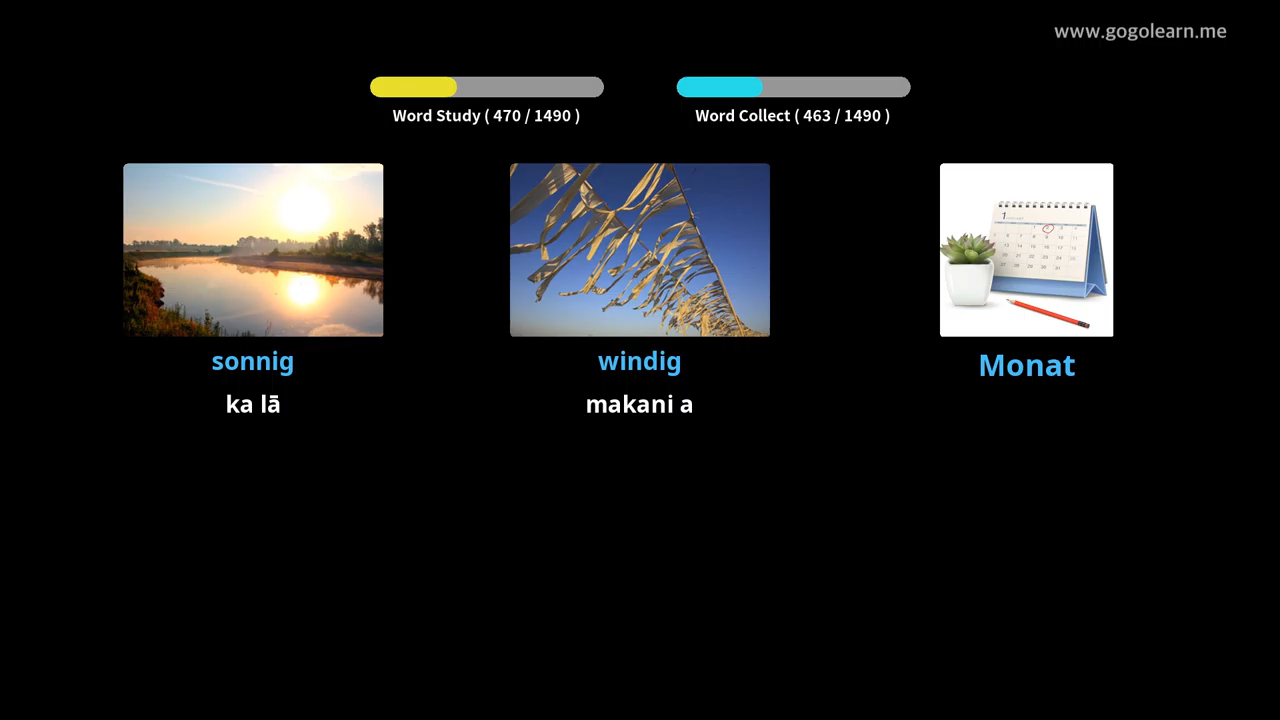 www.gogolearn.me
Word Study ( 470 / 1490 )
Word Collect ( 463 / 1490 )
sonnig
windig
Monat
ka lā
makani a